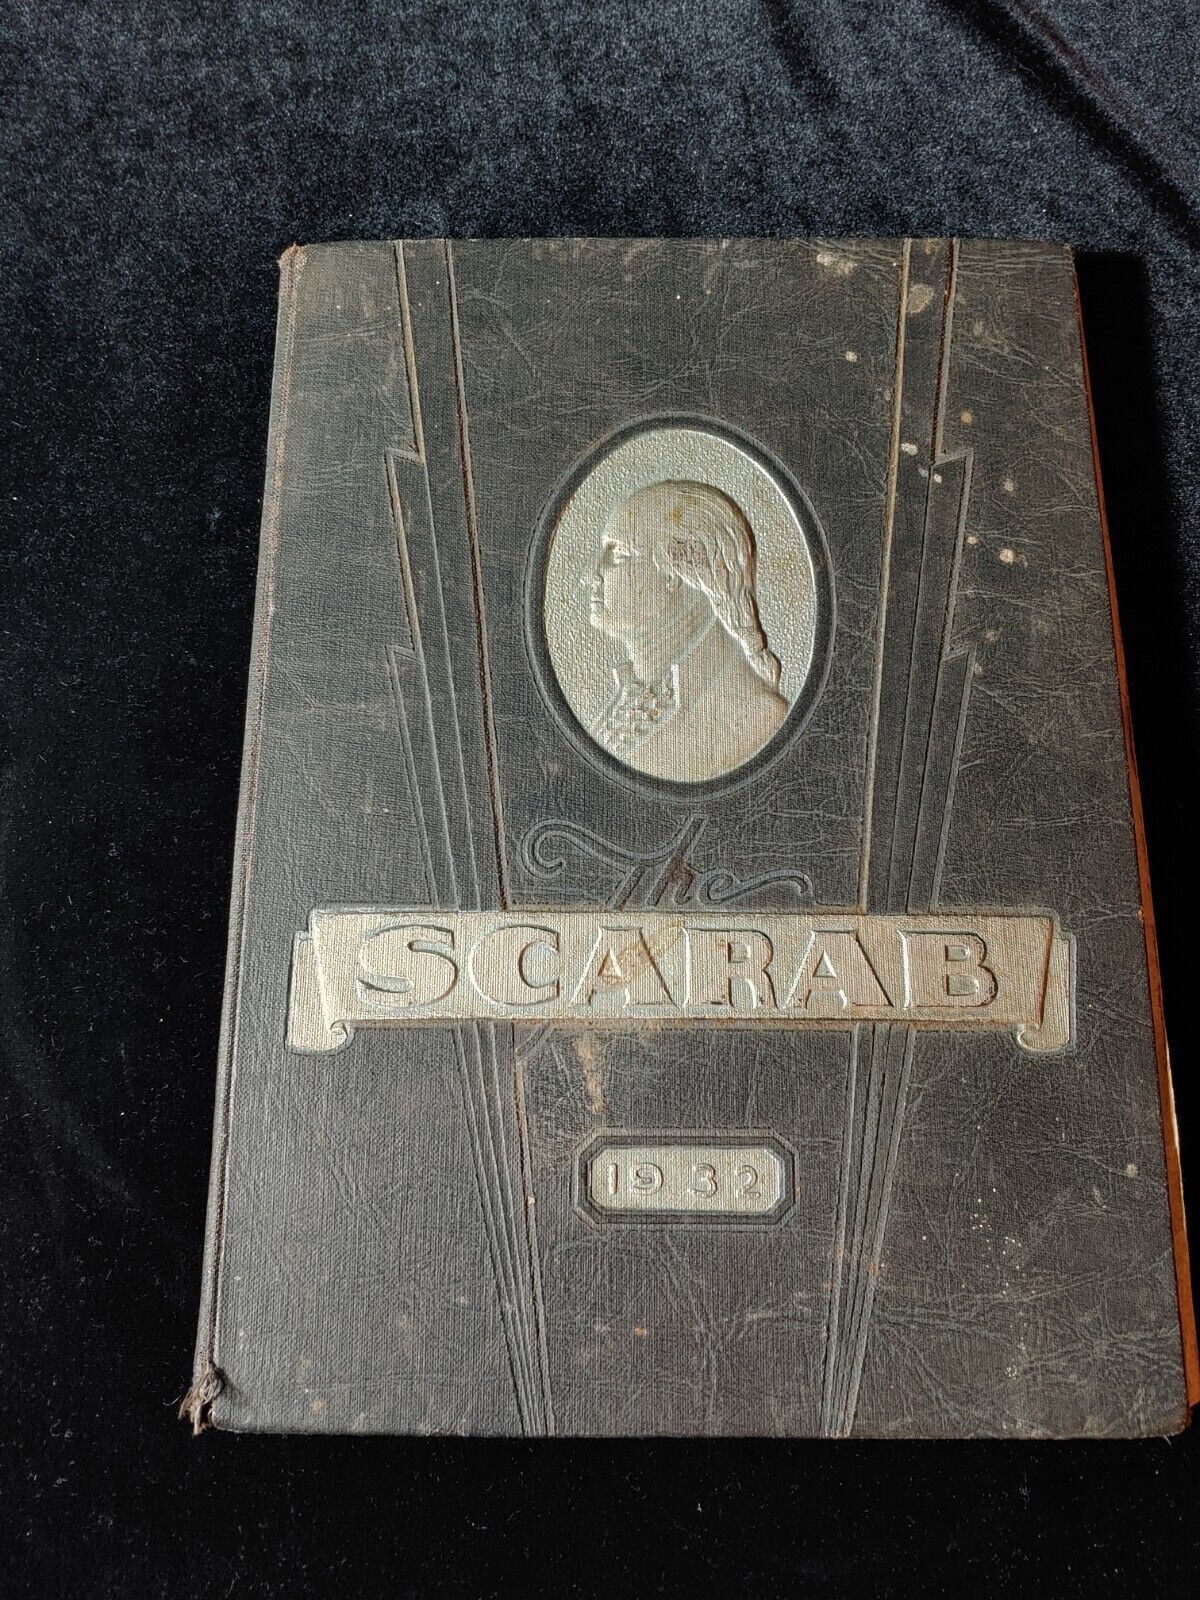 The
SCARAB
1932